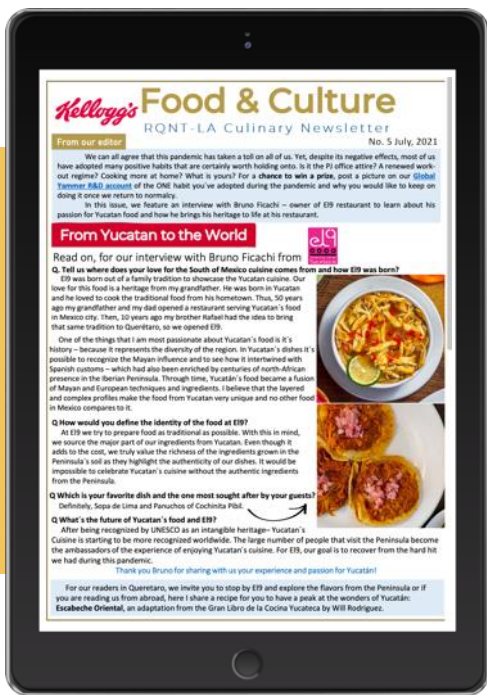 Kellogg's Food & Culture
RQNT-LA Culinary Newsletter
From our editor
No. 5 July, 2021
We can all agree that this pandemic has taken a toll on all of us. Yet, despite its negative effects, most of us
have adopted many positive habits that are certainly worth holding onto. Is it the PJ office attire? A renewed work-
out regime? Cooking more at home? What is yours? For a chance to win a prize, post a picture on our Global
Yammer R&D account of the ONE habit you´ve adopted during the pandemic and why you would like to keep on
doing it once we return to normalcy.
In this issue, we feature an interview with Bruno Ficachi – owner of El9 restaurant to learn about his
passion for Yucatan food and how he brings his heritage to life at his restaurant.
From Yucatan to the World
el9
Read on, for our interview with Bruno Ficachi from
Q. Tell us where does your love for the South of Mexico cuisine comes from and how El9 was born?
El9 was born out of a family tradition to showcase the Yucatan cuisine. Our
love for this food is a heritage from my grandfather. He was born in Yucatan
and he loved to cook the traditional food from his hometown. Thus, 50 years
ago my grandfather and my dad opened a restaurant serving Yucatan´s food
in Mexico city. Then, 10 years ago my brother Rafael had the idea to bring
that same tradition to Querétaro, so we opened El9.
One of the things that I am most passionate about Yucatan´s food is it´s
history – because it represents the diversity of the region. In Yucatan´s dishes it´s
possible to recognize the Mayan influence and to see how it intertwined with
Spanish customs – which had also been enriched by centuries of north-African
presence in the Iberian Peninsula. Through time, Yucatán´s food became a fusion
of Mayan and European techniques and ingredients. I believe that the layered
and complex profiles make the food from Yucatan very unique and no other food
in Mexico compares to it.
Q How would you define the identity of the food at El9?
At El9 we try to prepare food as traditional as possible. With this in mind,
we source the major part of our ingredients from Yucatan. Even though it
adds to the cost, we truly value the richness of the ingredients grown in the
Peninsula´s soil as they highlight the authenticity of our dishes. It would be
impossible to celebrate Yucatan´s cuisine without the authentic ingredients
from the Peninsula.
Q Which is your favorite dish and the one most sought after by your guests?
Definitely, Sopa de Lima and Panuchos of Cochinita Pibil.
Q What´s the future of Yucatan´s food and El9?
After being recognized by UNESCO as an intangible heritage– Yucatan´s
Cuisine is starting to be more recognized worldwide. The large number of people that visit the Peninsula become
the ambassadors of the experience of enjoying Yucatan´s cuisine. For El9, our goal is to recover from the hard hit
we had during this pandemic.
Thank you Bruno for sharing with us your experience and passion for Yucatán!
For our readers in Queretaro, we invite you to stop by El9 and explore the flavors from the Peninsula or if
you are reading us from abroad, here I share a recipe for you to have a peak at the wonders of Yucatán:
Escabeche Oriental, an adaptation from the Gran Libro de la Cocina Yucateca by Will Rodriguez.